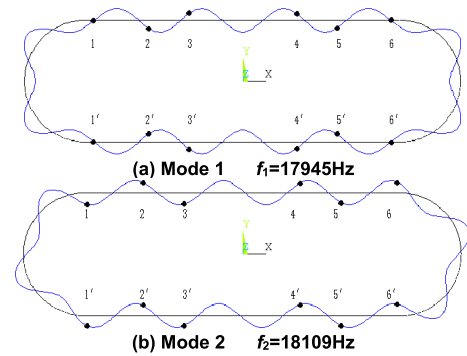 1 2 3 4 5 6
Y
Z X
1′ 2′ 3′ 4′ 5′ 6′
(a) Mode 1 f1=17945Hz
1 2 3 4 5 6
Y
Z X
1′ 2′ 3′ 4′ 5′ 6′
(b) Mode 2 f2=18109Hz